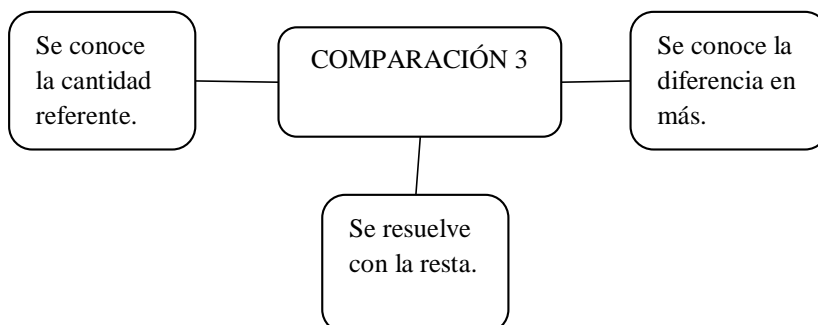 Se conoce
la cantidad
referente.
COMPARACIÓN 3
Se conoce la
diferencia en
más.
Se resuelve
con la resta.